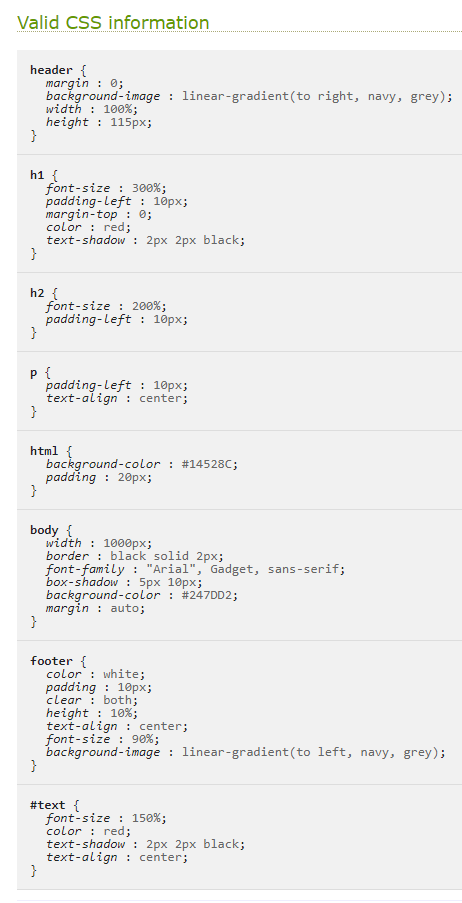 Valid CSS information
header {
margin : 0;
background-image : linear-gradient(to right, navy, grey);
width : 100%;
height : 115px;
}
h1 {
font-size : 300%;
padding-left : 10px;
margin-top : 0;
color : red;
text-shadow : 2px 2px black;
}
h2 {
font-size : 200%;
padding-left : 10px;
}
p {
padding-left : 10px;
text-align : center;
}
html {
background-color : #14528C;
padding : 20px;
}
body {
width : 1000px;
border : black solid 2px;
font-family : "Arial", Gadget, sans-serif;
box-shadow : 5px 10px;
background-color : #247DD2;
margin : auto;
}
footer {
color : white;
padding : 10px;
clear : both;
height : 10%;
text-align : center;
font-size : 90%;
background-image : linear-gradient(to left, navy, grey);
}
#text {
font-size : 150%;
color : red;
text-shadow : 2px 2px black;
text-align : center;
}